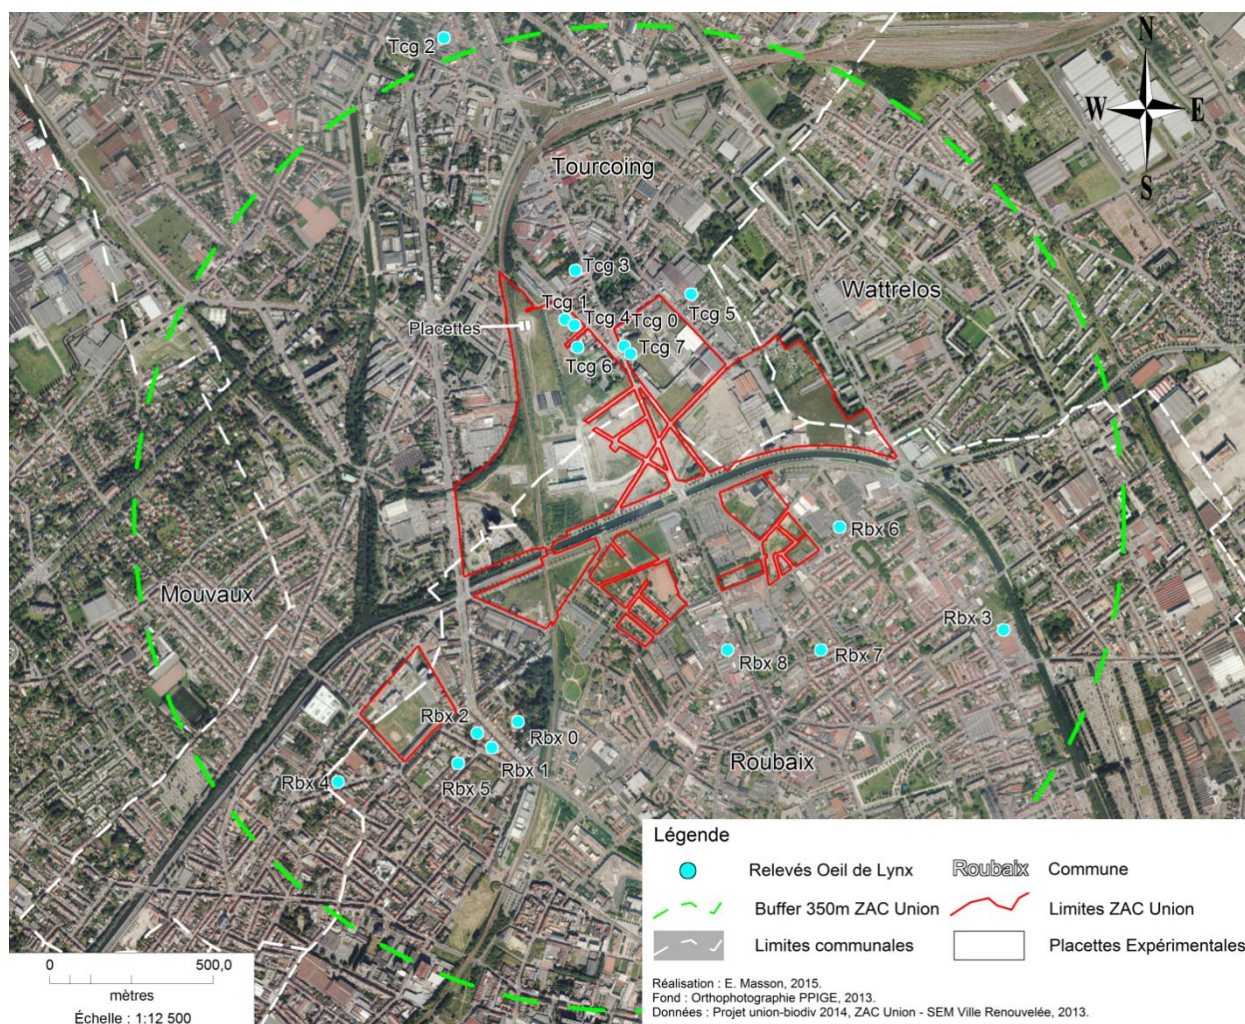 N
Tcg 2
W
E
S
Tourcoing
Tcg 3
Wattrelos
Tcg 1
Tcg 4
Tcg 0
Tcg 5
Placettes
Tcg 6
Tcg 7
Rbx 6
Mouvaux
Rbx 3
Rbx 8
Rbx 7
Rbx 2
Rbx 0
Rbx 1
Roubaix
Rbx 4
Rbx 5
Légende
Relevés Oeil de Lynx
Roubaix Commune
Buffer 350m ZAC Union
Limites ZAC Union
Limites communales
Placettes Expérimentales
0 500,0
mètres
Échelle : 1:12 500
Réalisation : E. Masson, 2015.
Fond : Orthophotographie PPIGE, 2013.
Données : Projet union-biodiv 2014, ZAC Union - SEM Ville Renouvelée, 2013.